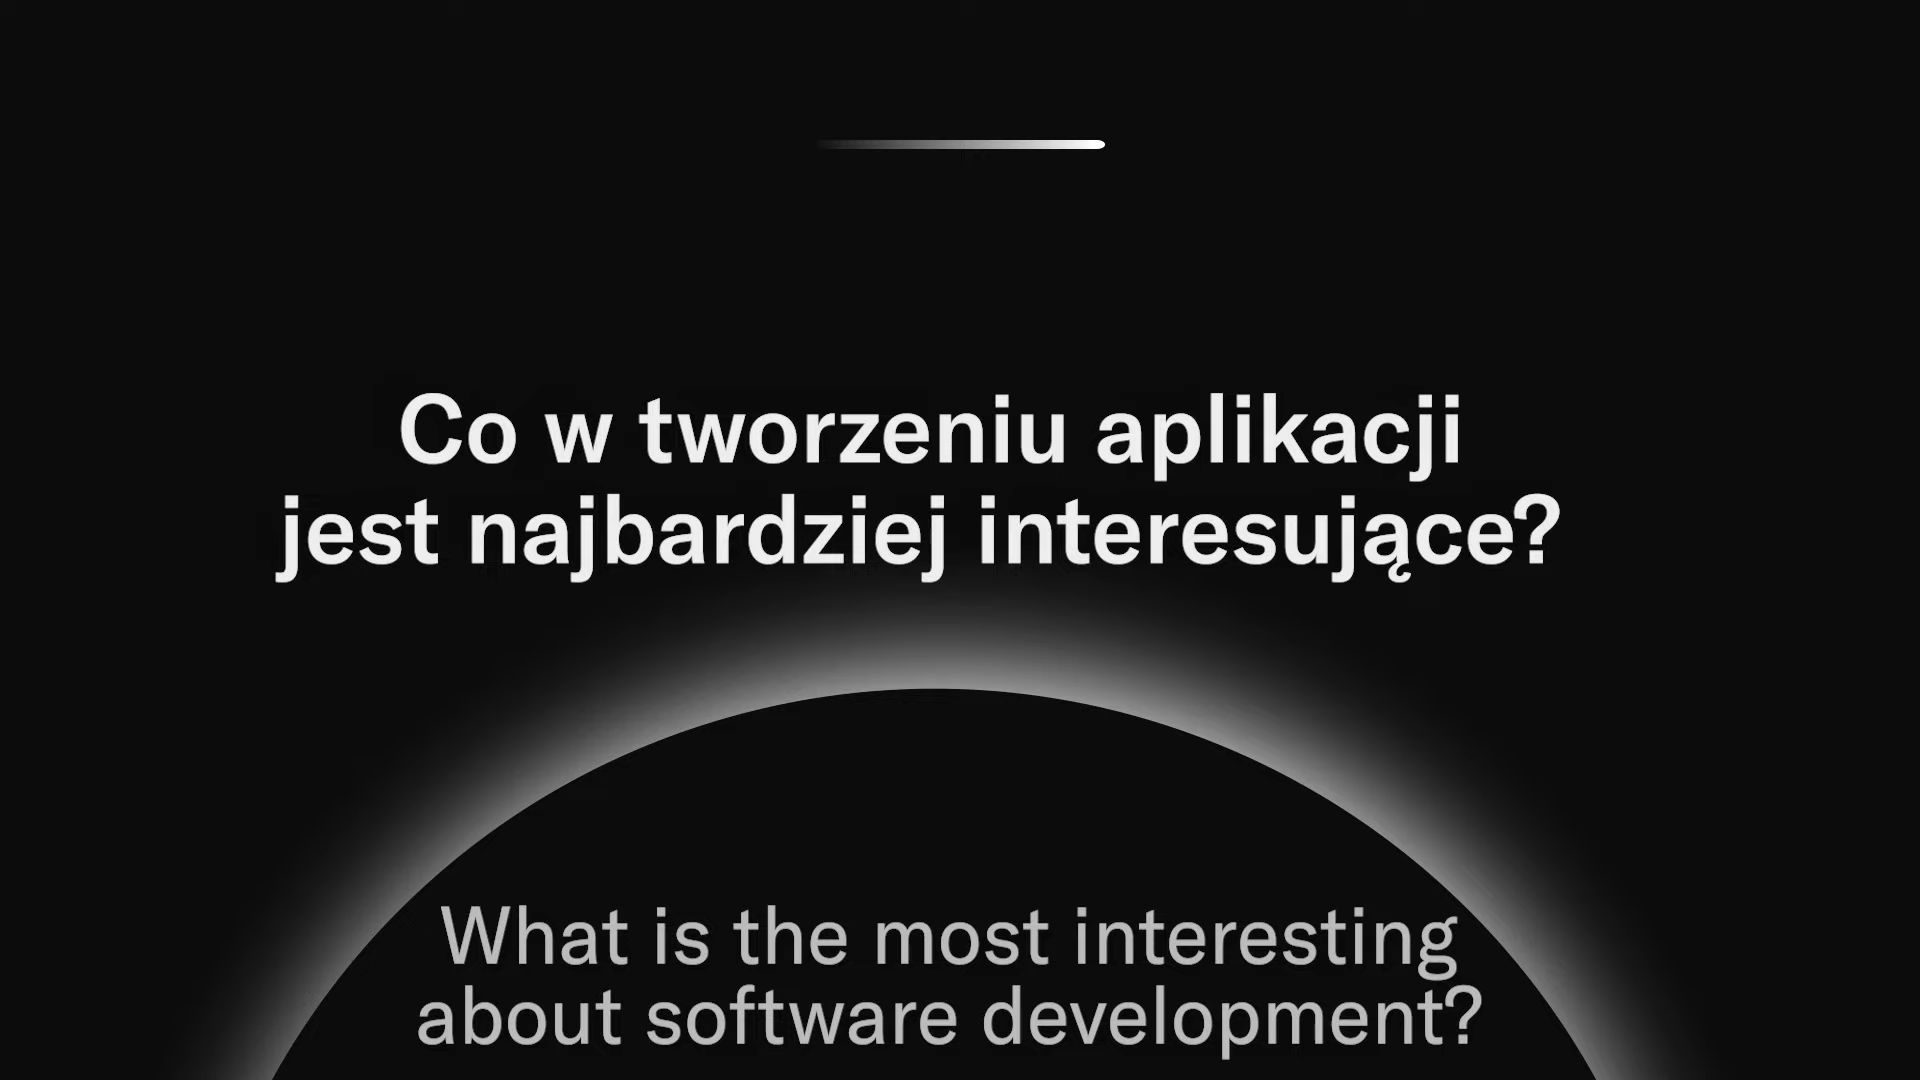 Co w tworzeniu aplikacji
jest najbardziej interesujące?
What is the most interesting
about software development?